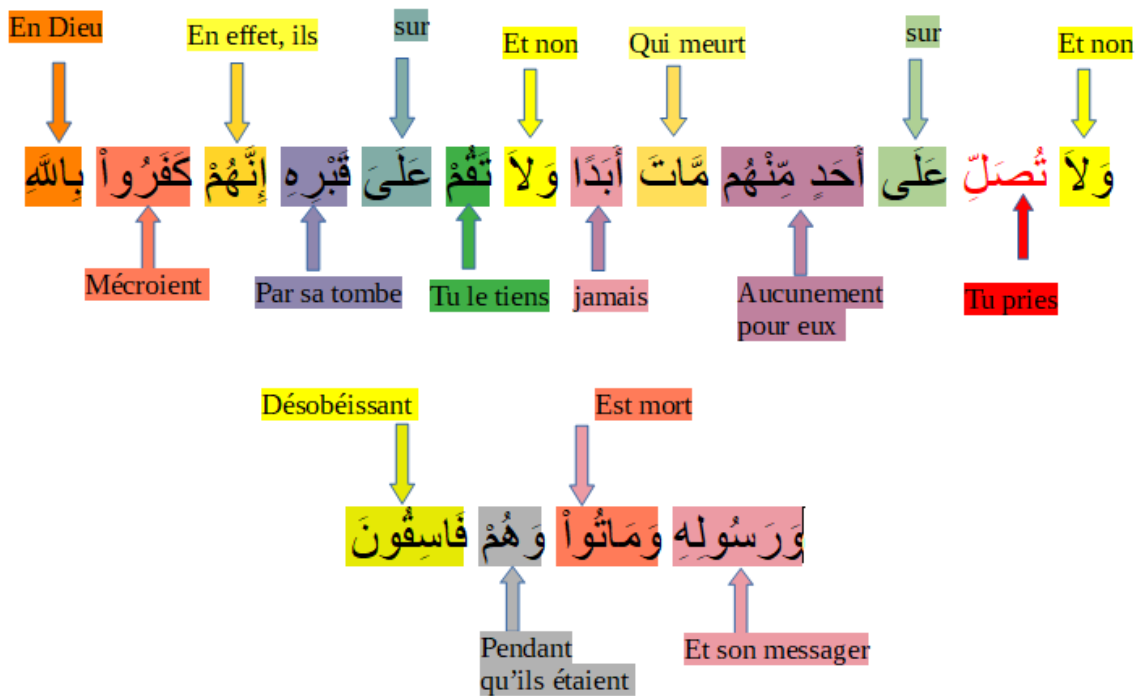 En Dieu En effet, ils sur Et non Qui meurt sur Et non
وَلاَ تُصَلِّ عَلَى أَحَدٍ مِّنْهُم مَّاتَ أَبَدًا وَلاَ تَقُمْ عَلَىَ قَبْرِهِ إِنَّهُمْ كَفَرُواْ بِاللَّهِ
Mécroient Par sa tombe Tu le tiens jamais Aucunement Tu pries
pour eux
Désobéissant Est mort
وَرَسُولِهِ وَمَاتُواْ وَهُمْ فَاسِقُونَ
Pendant Et son messager
qu'ils étaient